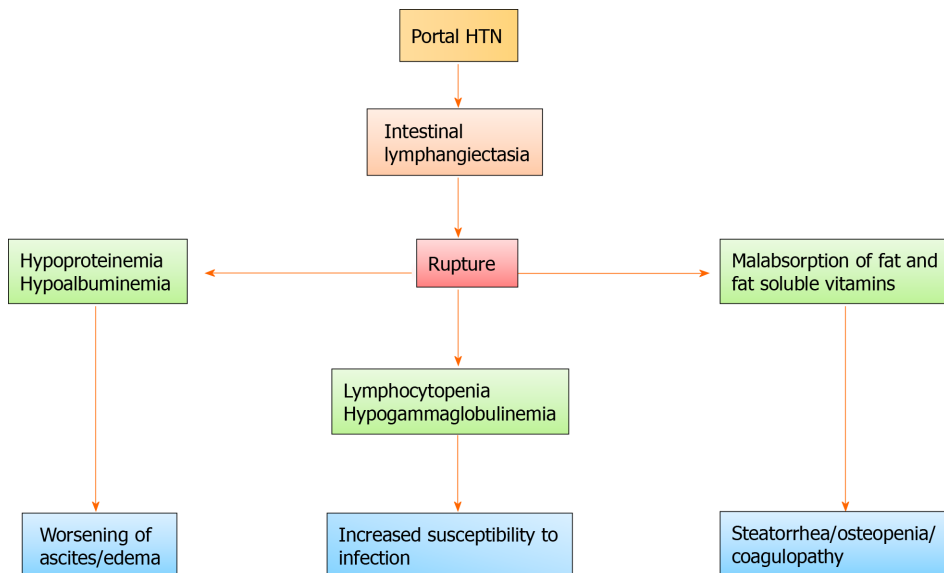 Portal HTN
Intestinal
lymphangiectasia
Rupture
Hypoproteinemia
Hypoalbuminemia
Malabsorption of fat and
fat soluble vitamins
Lymphocytopenia
Hypogammaglobulinemia
Worsening of
ascites/edema
Increased susceptibility to
infection
Steatorrhea/osteopenia/
coagulopathy